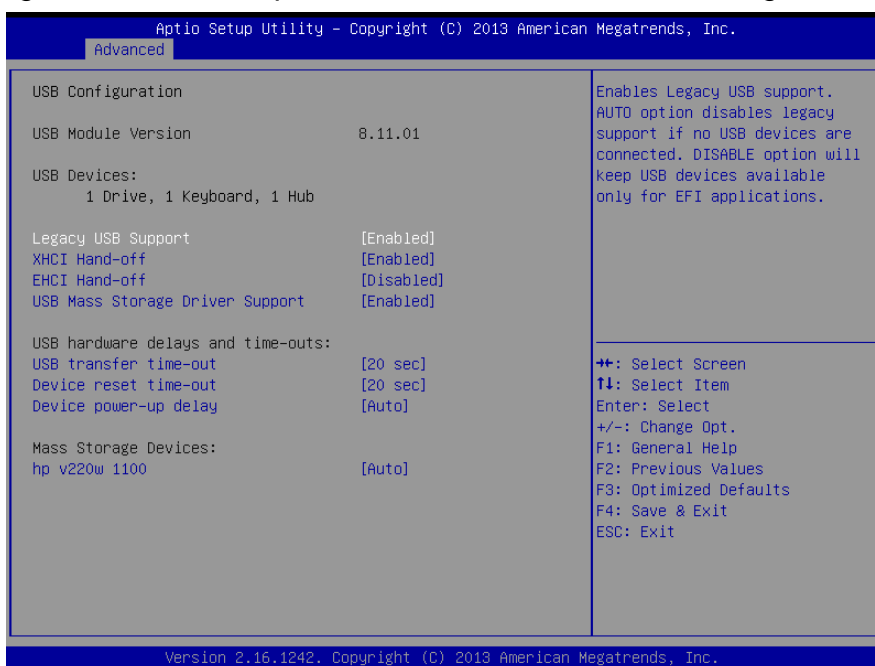 Aptio Setup Utility – Copyright (C) 2013 American Megatrends, Inc.
Advanced
USB Configuration
USB Module Version 8.11.01
USB Devices:
1 Drive, 1 Keyboard, 1 Hub
Legacy USB Support [Enabled]
XHCI Hand-off [Enabled]
EHCI Hand-off [Disabled]
USB Mass Storage Driver Support [Enabled]
USB hardware delays and time-outs:
USB transfer time-out [20 sec]
Device reset time-out [20 sec]
Device power-up delay [Auto]
Mass Storage Devices:
hp v220w 1100 [Auto]
Enables Legacy USB support.
AUTO option disables legacy
support if no USB devices are
connected. DISABLE option will
keep USB devices available
only for EFI applications.
→←: Select Screen
↑↓: Select Item
Enter: Select
+/-: Change Opt.
F1: General Help
F2: Previous Values
F3: Optimized Defaults
F4: Save & Exit
ESC: Exit
Version 2.16.1242. Copyright (C) 2013 American Megatrends, Inc.